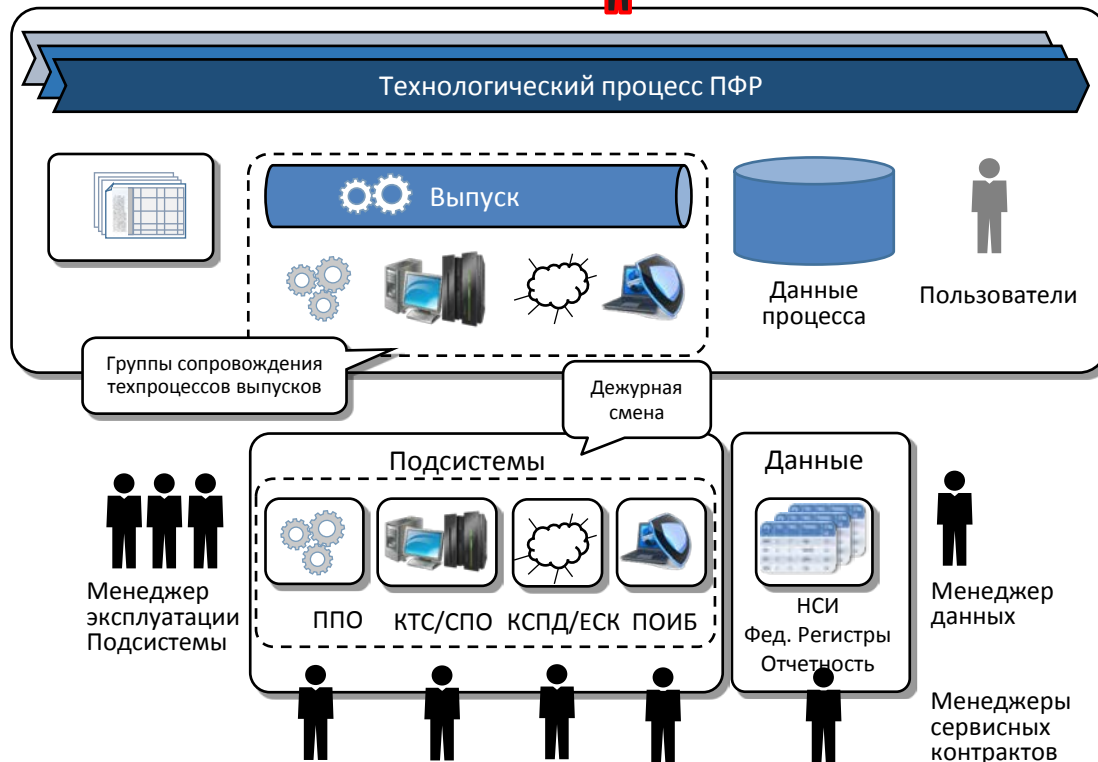 Технологический процесс ПФР
Выпуск
Данные
процесса
Пользователи
Группы сопровождения
техпроцессов выпусков
Дежурная
смена
Подсистемы
Данные
Менеджер
эксплуатации
Подсистемы
ППО
КТС/СПО
КСПД/ЕСК
ПОИБ
НСИ
Фед. Регистры
Отчетность
Менеджер
данных
Менеджеры
сервисных
контрактов